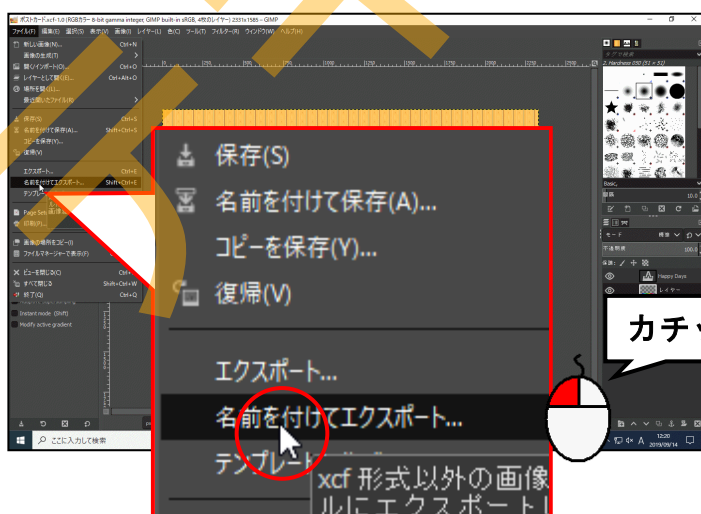 ポストカード.xcf-1.0 (RGBカラー 8-bit gamma integer, GIMP built-in sRGB, 4枚のレイヤー) 2331x1585 – GIMP
ファイル(F) 編集(E) 選択(S) 表示(V) 画像(I) レイヤー(L) 色(C) ツール(T) フィルター(R) ウィンドウ(W) ヘルプ(H)
新しい画像(N)... Ctrl+N
画像の生成(T)
開く/インポート(O)... Ctrl+O
レイヤーとして開く(E)... Ctrl+Alt+O
場所を開く(L)...
最近開いたファイル(R)
保存(S) Ctrl+S
名前を付けて保存(A)... Shift+Ctrl+S
コピーを保存(Y)...
復帰(V)
エクスポート... Ctrl+E
名前を付けてエクスポート... Shift+Ctrl+E
印刷(P)...
画像の場所をコピー(I)
ファイルマネージャーで表示(F)
ビューを閉じる(C)
すべて閉じる Shift+Ctrl+W
終了(Q) Ctrl+Q
Instant mode (Shift)
Modify active gradient
ここに入力して検索
2. Hardness 050 (51 × 51)
Basic,
間隔 10.0
モード 標準
不透明度 100.0
保護:
Happy Days
レイヤー
12:20
2019/09/14
保存(S)
名前を付けて保存(A)...
コピーを保存(Y)...
復帰(V)
エクスポート...
名前を付けてエクスポート...
テンプレート
xcf 形式以外の画像
ルにエクスポートし
カチッ